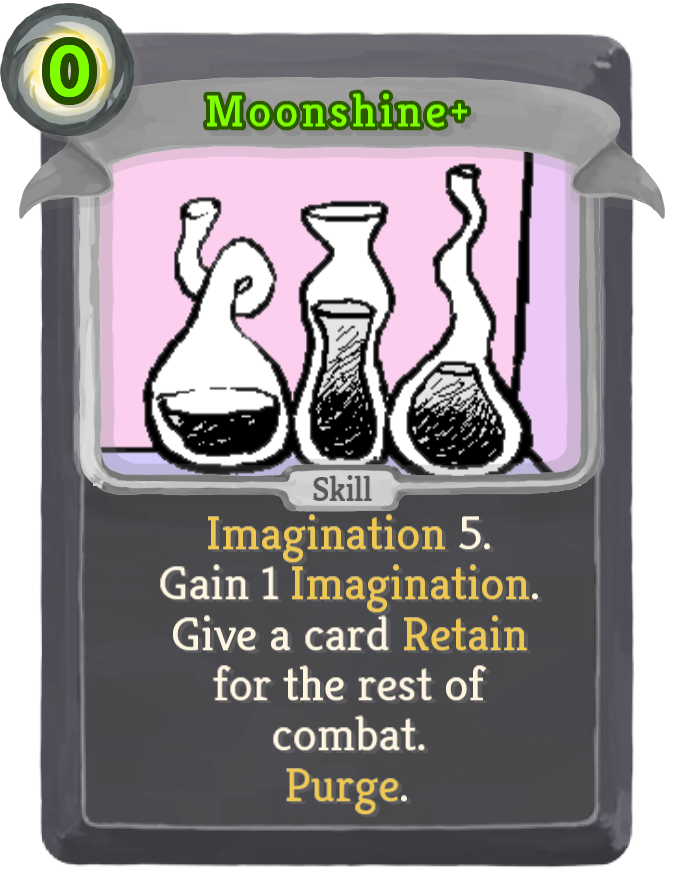 0
Moonshine+
Skill
Imagination 5.
Gain 1 Imagination.
Give a card Retain
for the rest of
combat.
Purge.